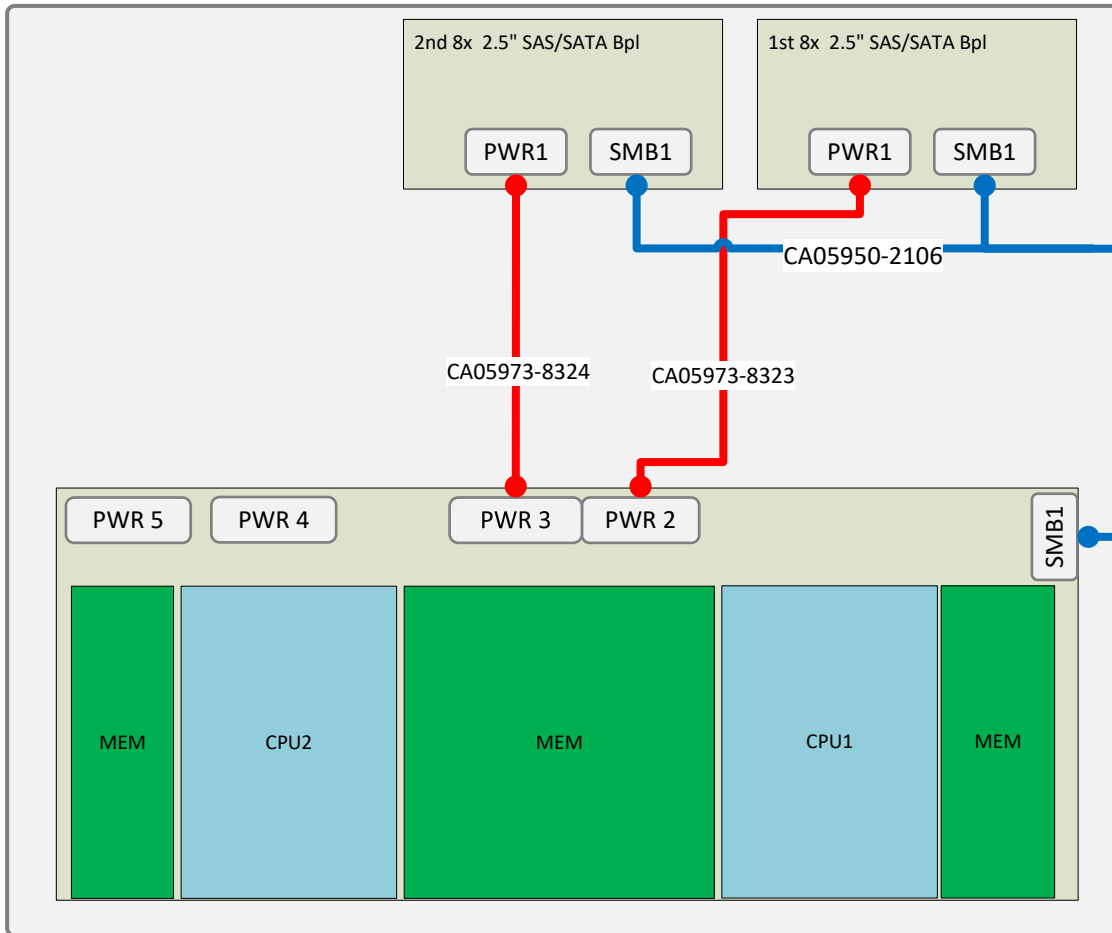 2nd 8x  2.5" SAS/SATA Bpl
1st 8x  2.5" SAS/SATA Bpl
PWR1
SMB1
PWR1
SMB1
CA05950-2106
CA05973-8324
CA05973-8323
PWR 5
PWR 4
PWR 3
PWR 2
SMB1
MEM
CPU2
MEM
CPU1
MEM